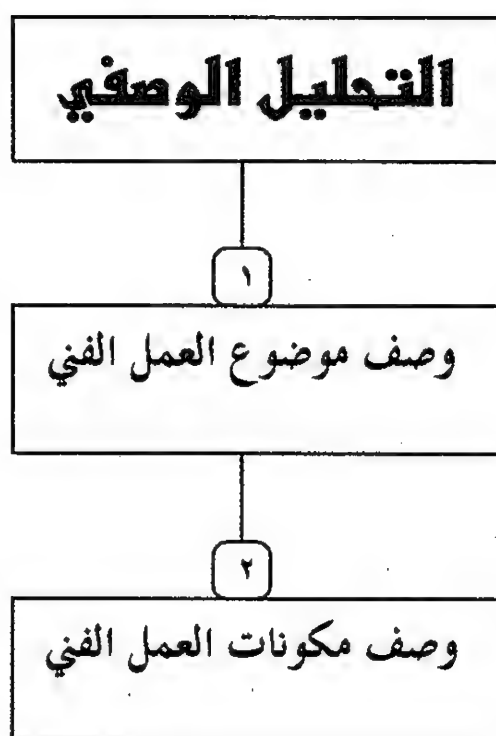 التحليل الوصفي
١
وصف موضوع العمل الفني
٢
وصف مكونات العمل الفني